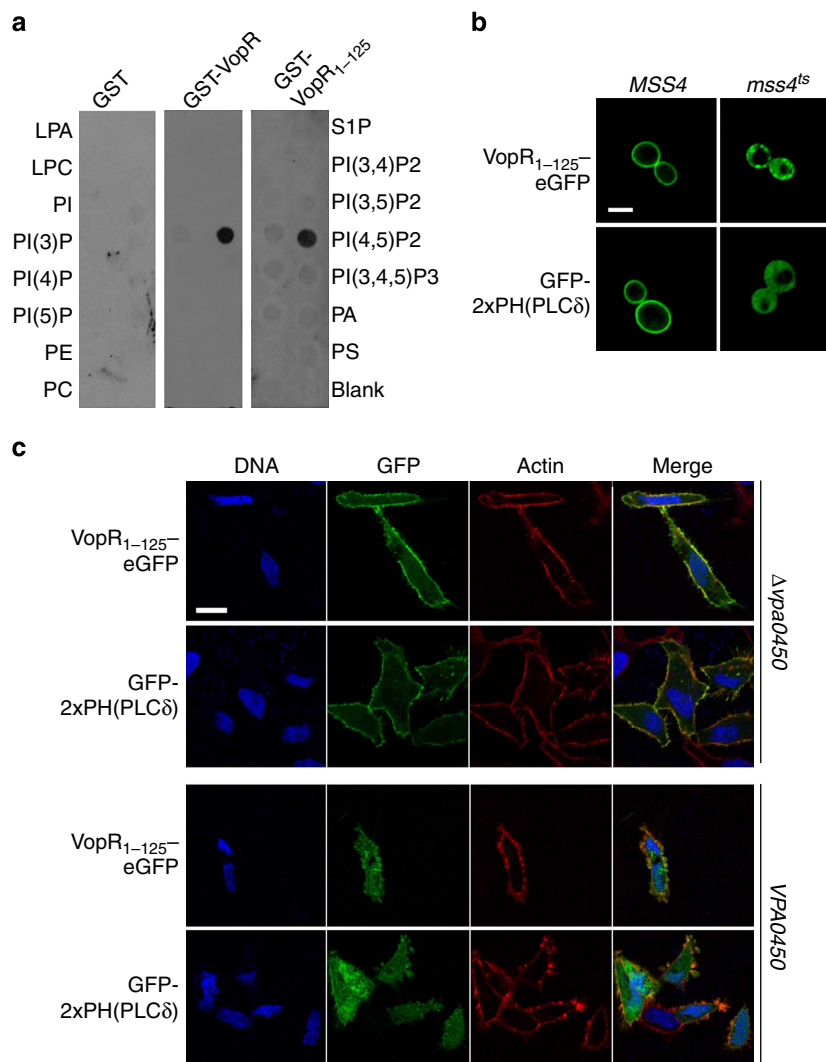 a
GST
GST-VopR
GST-
VopR1–125
LPA
LPC
PI
PI(3)P
PI(4)P
PI(5)P
PE
PC
S1P
PI(3,4)P2
PI(3,5)P2
PI(4,5)P2
PI(3,4,5)P3
PA
PS
Blank
b
MSS4
mss4ts
VopR1–125–
eGFP
GFP-
2xPH(PLCδ)
c
DNA
GFP
Actin
Merge
VopR1–125–
eGFP
GFP-
2xPH(PLCδ)
Δvpa0450
VopR1–125–
eGFP
GFP-
2xPH(PLCδ)
VPA0450